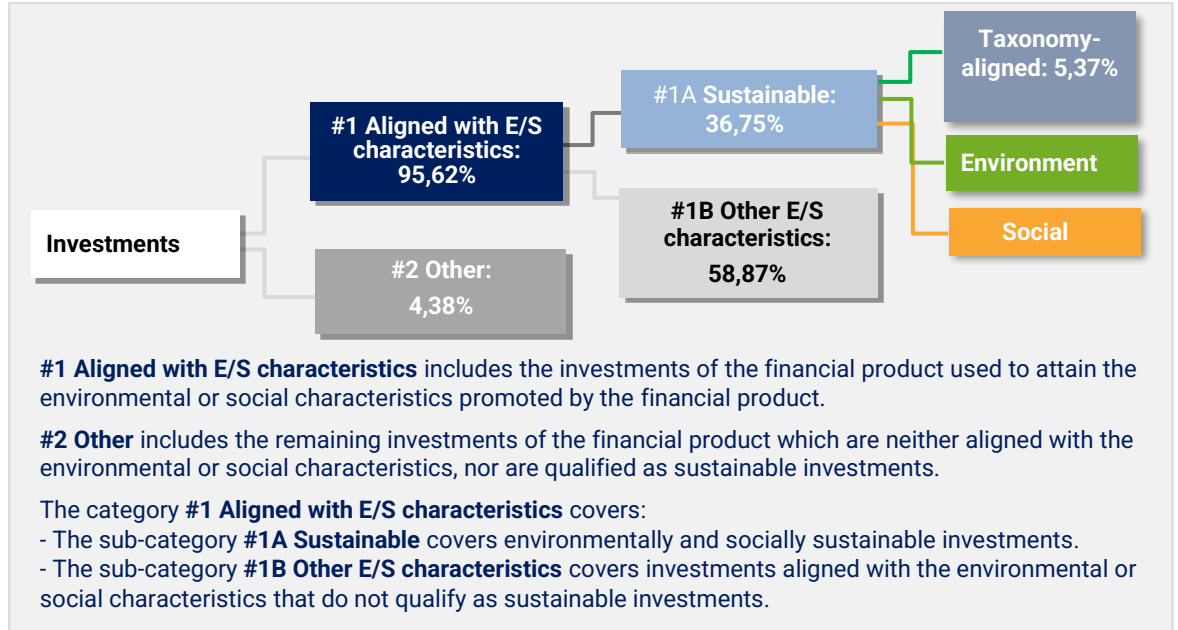 Taxonomy-
aligned: 5,37%
#1A Sustainable:
36,75%
#1 Aligned with E/S
characteristics:
95,62%
Environment
#1B Other E/S
characteristics:
58,87%
Social
Investments
#2 Other:
4,38%
#1 Aligned with E/S characteristics includes the investments of the financial product used to attain the
environmental or social characteristics promoted by the financial product.
#2 Other includes the remaining investments of the financial product which are neither aligned with the
environmental or social characteristics, nor are qualified as sustainable investments.
The category #1 Aligned with E/S characteristics covers:
- The sub-category #1A Sustainable covers environmentally and socially sustainable investments.
- The sub-category #1B Other E/S characteristics covers investments aligned with the environmental or
social characteristics that do not qualify as sustainable investments.